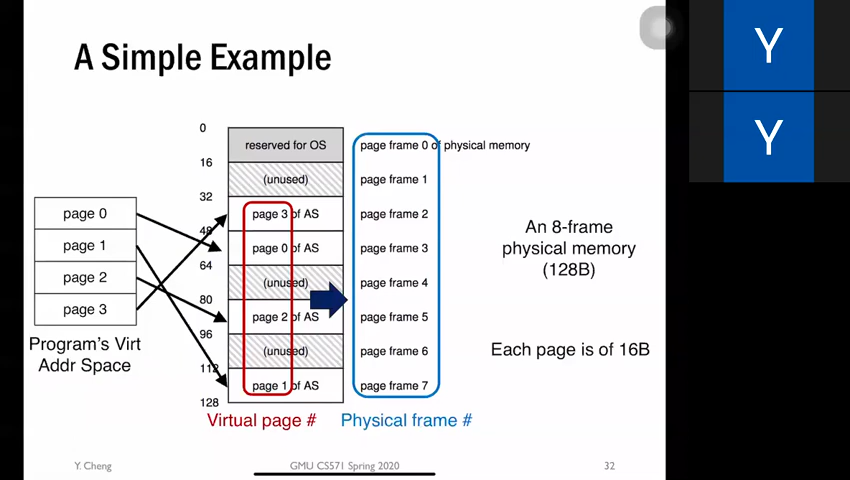 A Simple Example
Y
Y
0
reserved for OS
page frame 0 of physical memory
16
(unused)
page frame 1
32
page 3 of AS
page frame 2
48
page 0 of AS
page frame 3
64
(unused)
page frame 4
80
page 2 of AS
page frame 5
96
(unused)
page frame 6
112
page 1 of AS
page frame 7
128
page 0
page 1
page 2
page 3
Program's Virt
Addr Space
Virtual page #
Physical frame #
An 8-frame
physical memory
(128B)
Each page is of 16B
Y. Cheng
GMU CS571 Spring 2020
32